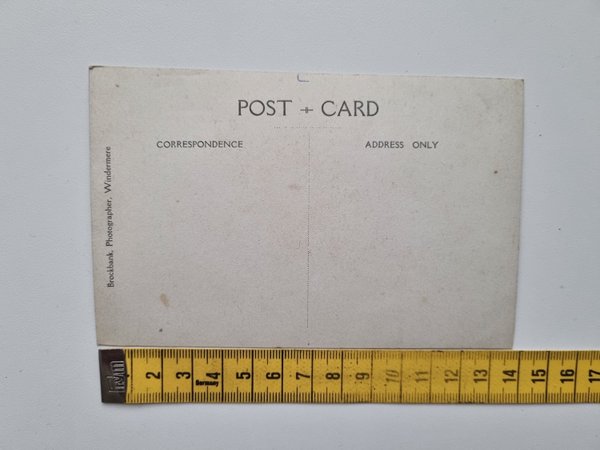 POST + CARD
CORRESPONDENCE
ADDRESS ONLY
Brockbank, Photographer, Windermere
2 3 4 5 6 7 8 9 10 11 12 13 14 15 16 17
Germany